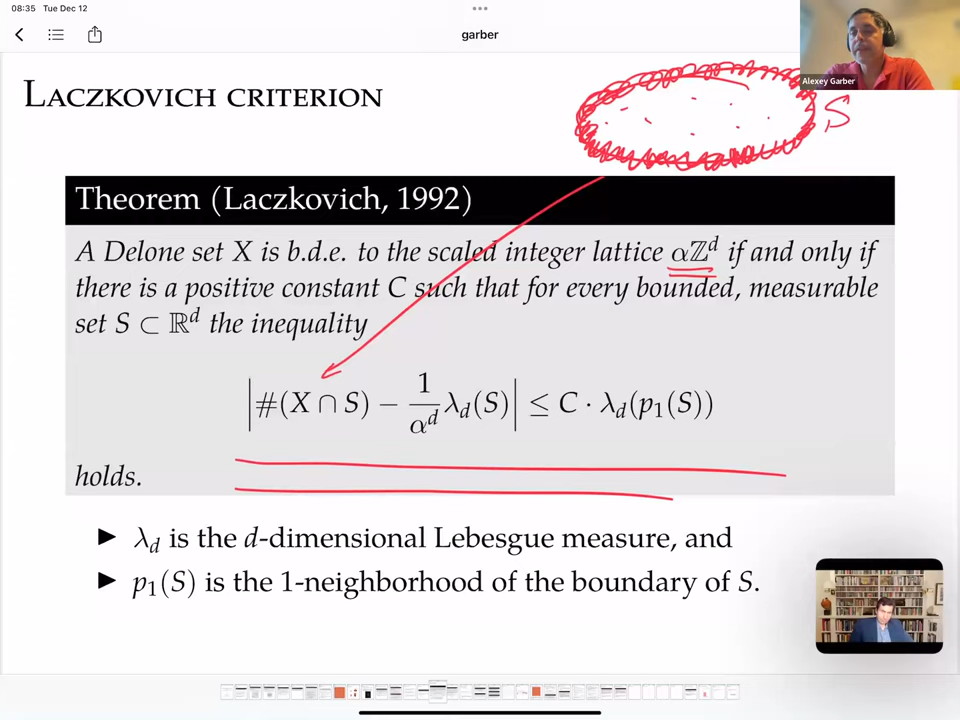 08:35 Tue Dec 12
garber
Alexey Garber
LACZKOVICH CRITERION
S
Theorem (Laczkovich, 1992)
A Delone set X is b.d.e. to the scaled integer lattice αℤ^d if and only if
there is a positive constant C such that for every bounded, measurable
set S ⊂ ℝ^d the inequality
|#(X ∩ S) − 1/α^d λ_d(S)| ≤ C · λ_d(p_1(S))
holds.
▶ λ_d is the d-dimensional Lebesgue measure, and
▶ p_1(S) is the 1-neighborhood of the boundary of S.